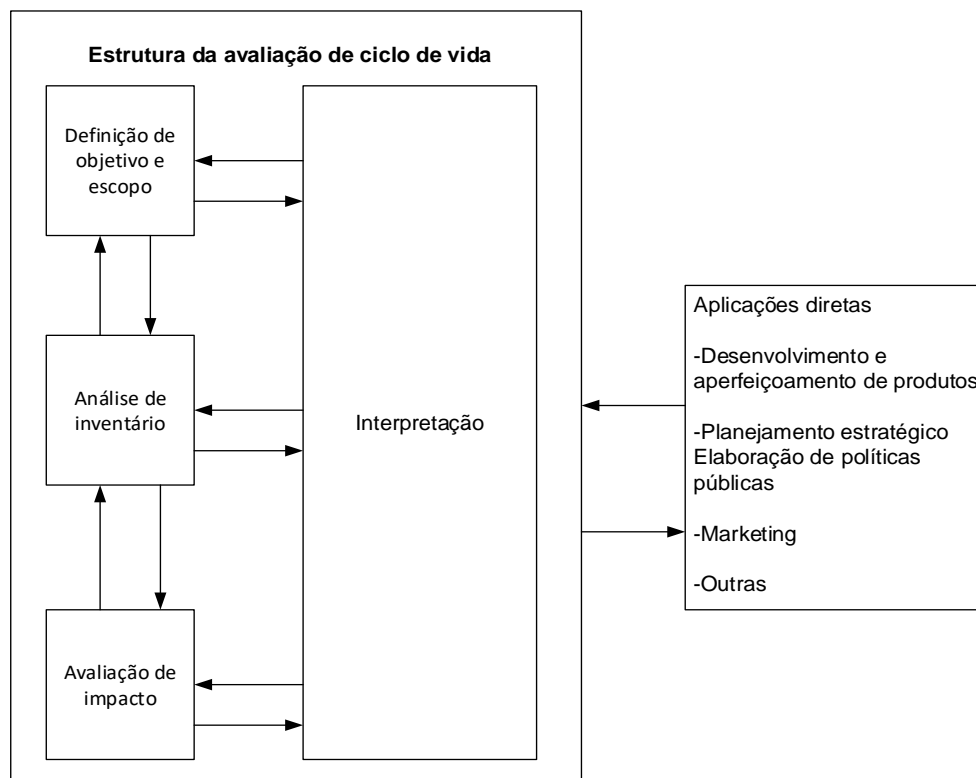 Estrutura da avaliação de ciclo de vida
Definição de
objetivo e
escopo
Análise de
inventário
Avaliação de
impacto
Interpretação
Aplicações diretas
-Desenvolvimento e
aperfeiçoamento de produtos
-Planejamento estratégico
Elaboração de políticas
públicas
-Marketing
-Outras